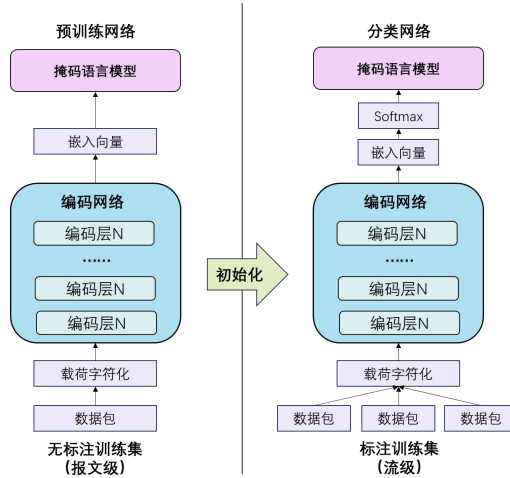 预训练网络
掩码语言模型
嵌入向量
编码网络
编码层N
……
编码层N
编码层N
载荷字符化
数据包
无标注训练集
(报文级)
初始化
分类网络
掩码语言模型
Softmax
嵌入向量
编码网络
编码层N
……
编码层N
编码层N
载荷字符化
数据包
数据包
数据包
标注训练集
(流级)